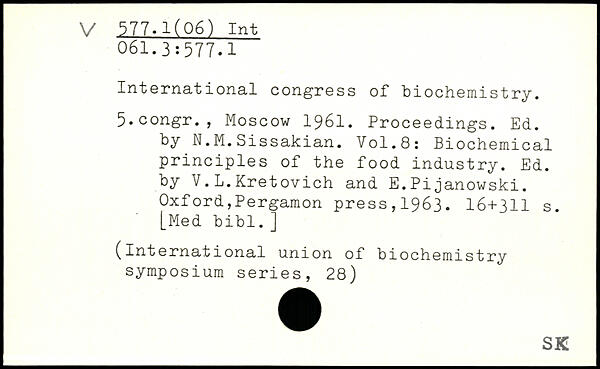 V 577.1(06) Int
061.3:577.1
International congress of biochemistry.
5.congr., Moscow 1961. Proceedings. Ed.
by N.M.Sissakian. Vol.8: Biochemical
principles of the food industry. Ed.
by V.L.Kretovich and E.Pijanowski.
Oxford,Pergamon press,1963. 16+311 s.
[Med bibl.]
(International union of biochemistry
symposium series, 28)
SK